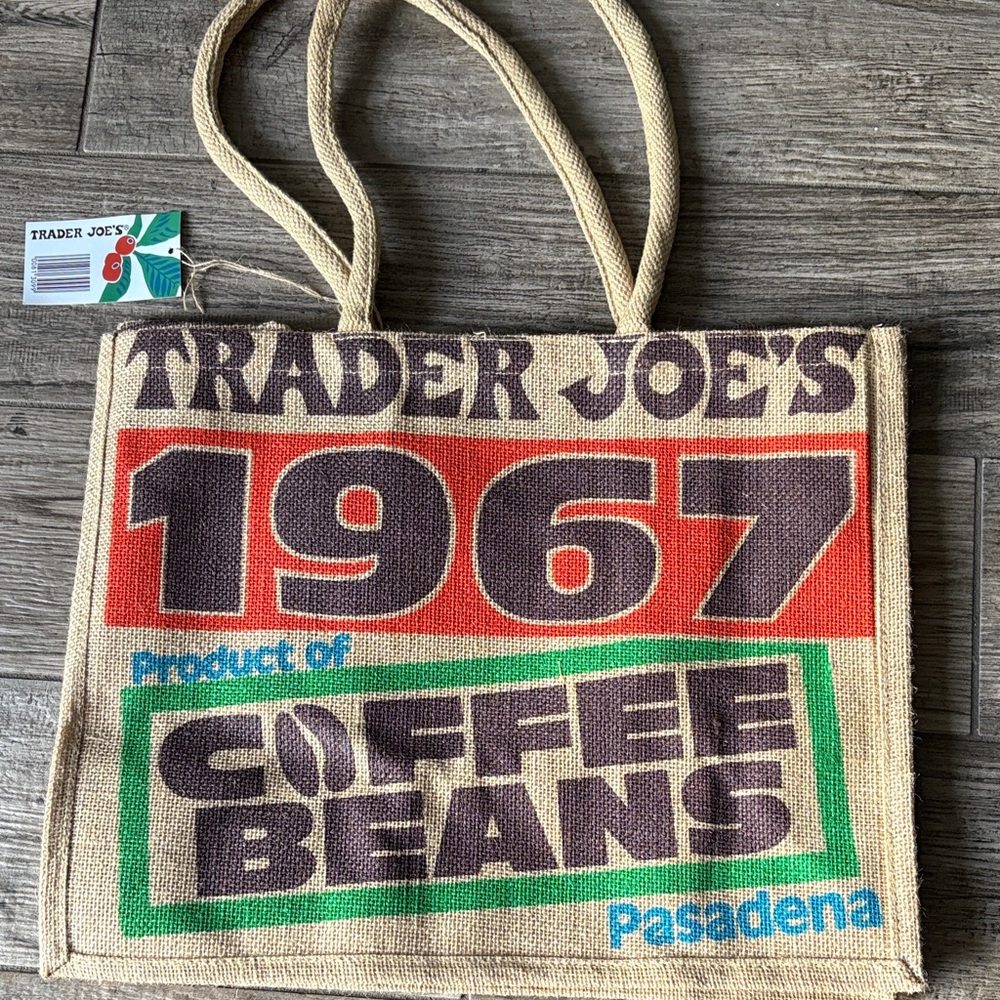 TRADER JOE'S®
TRADER JOE'S
1967
Product of
COFFEE
BEANS
Pasadena